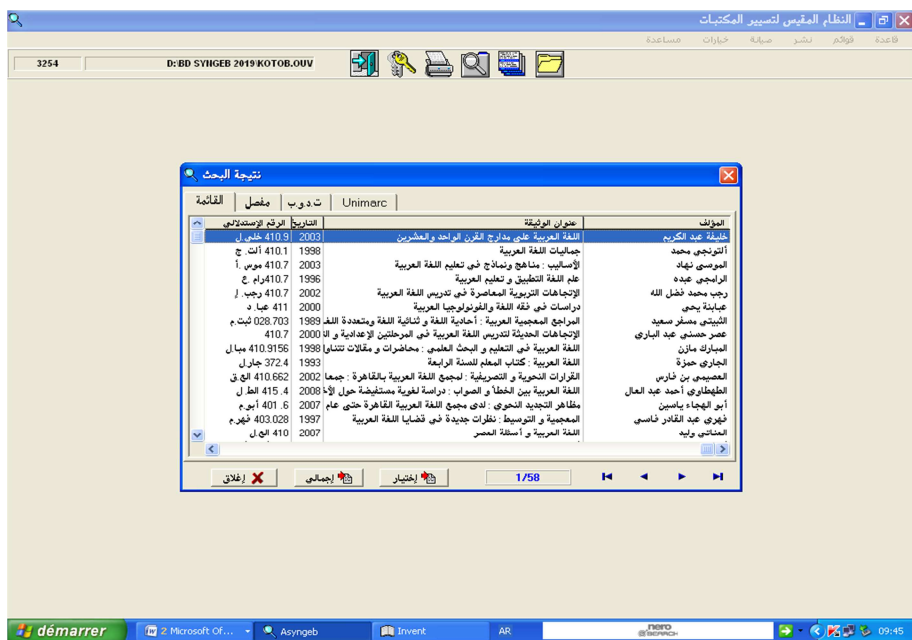 النظام المقيس لتسيير المكتبات
قاعدة قوائم نشر صيانة خيارات مساعدة
3254 D:\BD SYNGEB 2019\KOTOB.OUV
نتيجة البحث
القائمة مفصل ت.د.و.ب Unimarc
المؤلف عنوان الوثيقة التاريخ الرقم الإستدلالي
خليفة عبد الكريم اللغة العربية على مدارج القرن الواحد والعشرين 2003 410.9 خلي.ل
ألتونجي محمد جماليات اللغة العربية 1998 410.1 ألت. ج
الموسى نهاد الأساليب : مناهج ونماذج في تعليم اللغة العربية 2003 410.7 موس .أ
الراجحي عبده علم اللغة التطبيق و تعليم العربية 1996 410.7رام .ع
رجب محمد فضل الله الإتجاهات التربوية المعاصرة في تدريس اللغة العربية 2002 410.7 رجب. إ
عبابنة يحي دراسات في فقه اللغة والفونولوجيا العربية 2000 411 عبا. د
الثبيتي مسفر سعيد المراجع المعجمية العربية : أحادية اللغة و ثنائية اللغة ومتعددة اللغ 1989 028.703 ثبت.م
عصر حسني عبد الباري الإتجاهات الحديثة لتدريس اللغة العربية في المرحلتين الإعدادية و الث 2000 410.7
المبارك مازن اللغة العربية في التعليم و البحث العلمي : محاضرات و مقالات تتناو 1998 410.9156 مبا.ل
الجاري حمزة اللغة العربية : كتاب المعلم للسنة الرابعة 1993 372.4 جار.ل
العصيمي بن فارس القرارات النحوية و التصريفية : لمجمع اللغة العربية بالقاهرة : جمعا 2002 410.662 الع.ق
الطهطاوي أحمد عبد العال اللغة العربية بين الخطأ و الصواب : دراسة لغوية مستفيضة حول الأخ 2008 415 .4 الط.ل
أبو الهجاء ياسين مظاهر التجديد النحوي : لدى مجمع اللغة العربية القاهرة حتى عام 2007 401 .6 أبو.م
فهري عبد القادر فاسي المعجمية و التوسيط : نظرات جديدة في قضايا اللغة العربية 1997 403.028 فهر.م
العناتي وليد اللغة العربية و أسئلة العصر 2007 410 الع.ل
1/58 إختيار إجمالي إغلاق
démarrer 2 Microsoft Of... Asyngeb Invent AR nero SEARCH 09:45